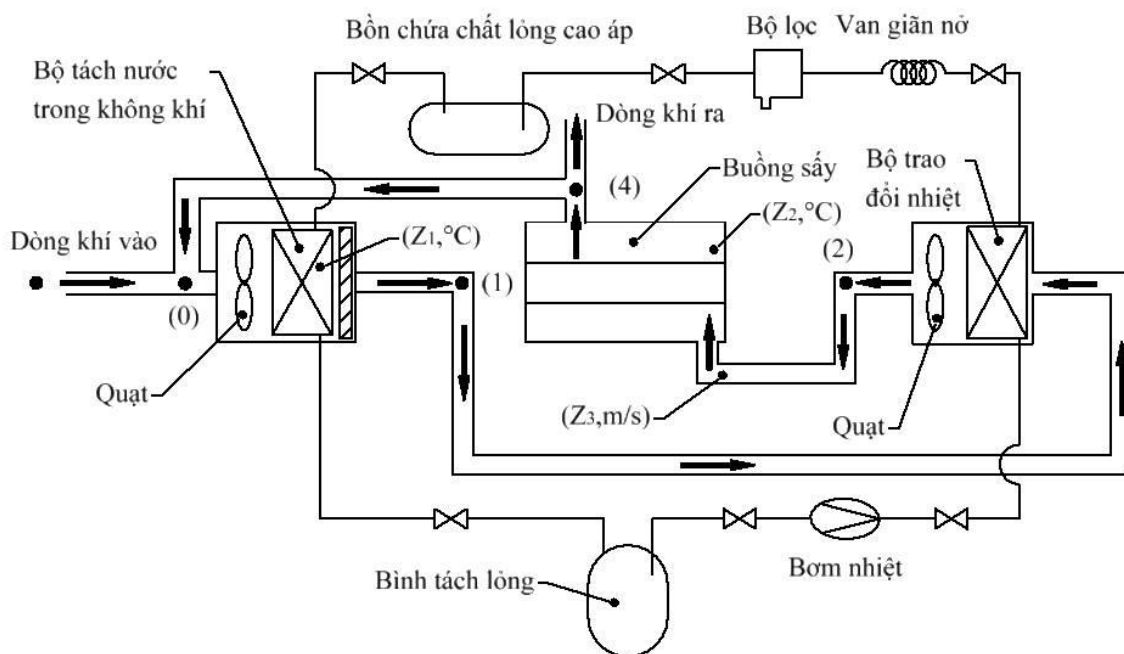 Bồn chứa chất lỏng cao áp
Bộ lọc
Van giãn nở
Bộ tách nước
trong không khí
Dòng khí ra
Buồng sấy
Bộ trao
đổi nhiệt
(4)
(Z1,°C)
(Z2,°C)
Dòng khí vào
(2)
(1)
(0)
Quạt
(Z3,m/s)
Quạt
Bình tách lỏng
Bơm nhiệt